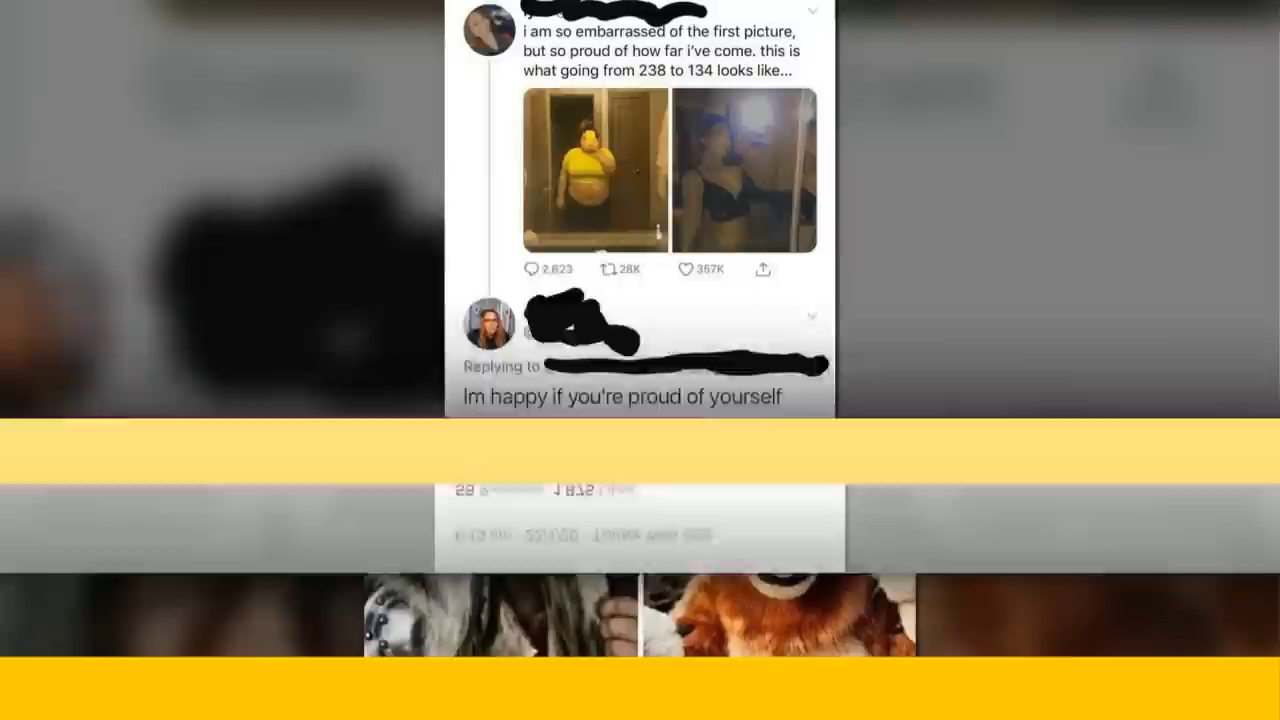 i am so embarrassed of the first picture,
but so proud of how far i've come. this is
what going from 238 to 134 looks like...
2,623 28K 357K
Replying to
Im happy if you're proud of yourself